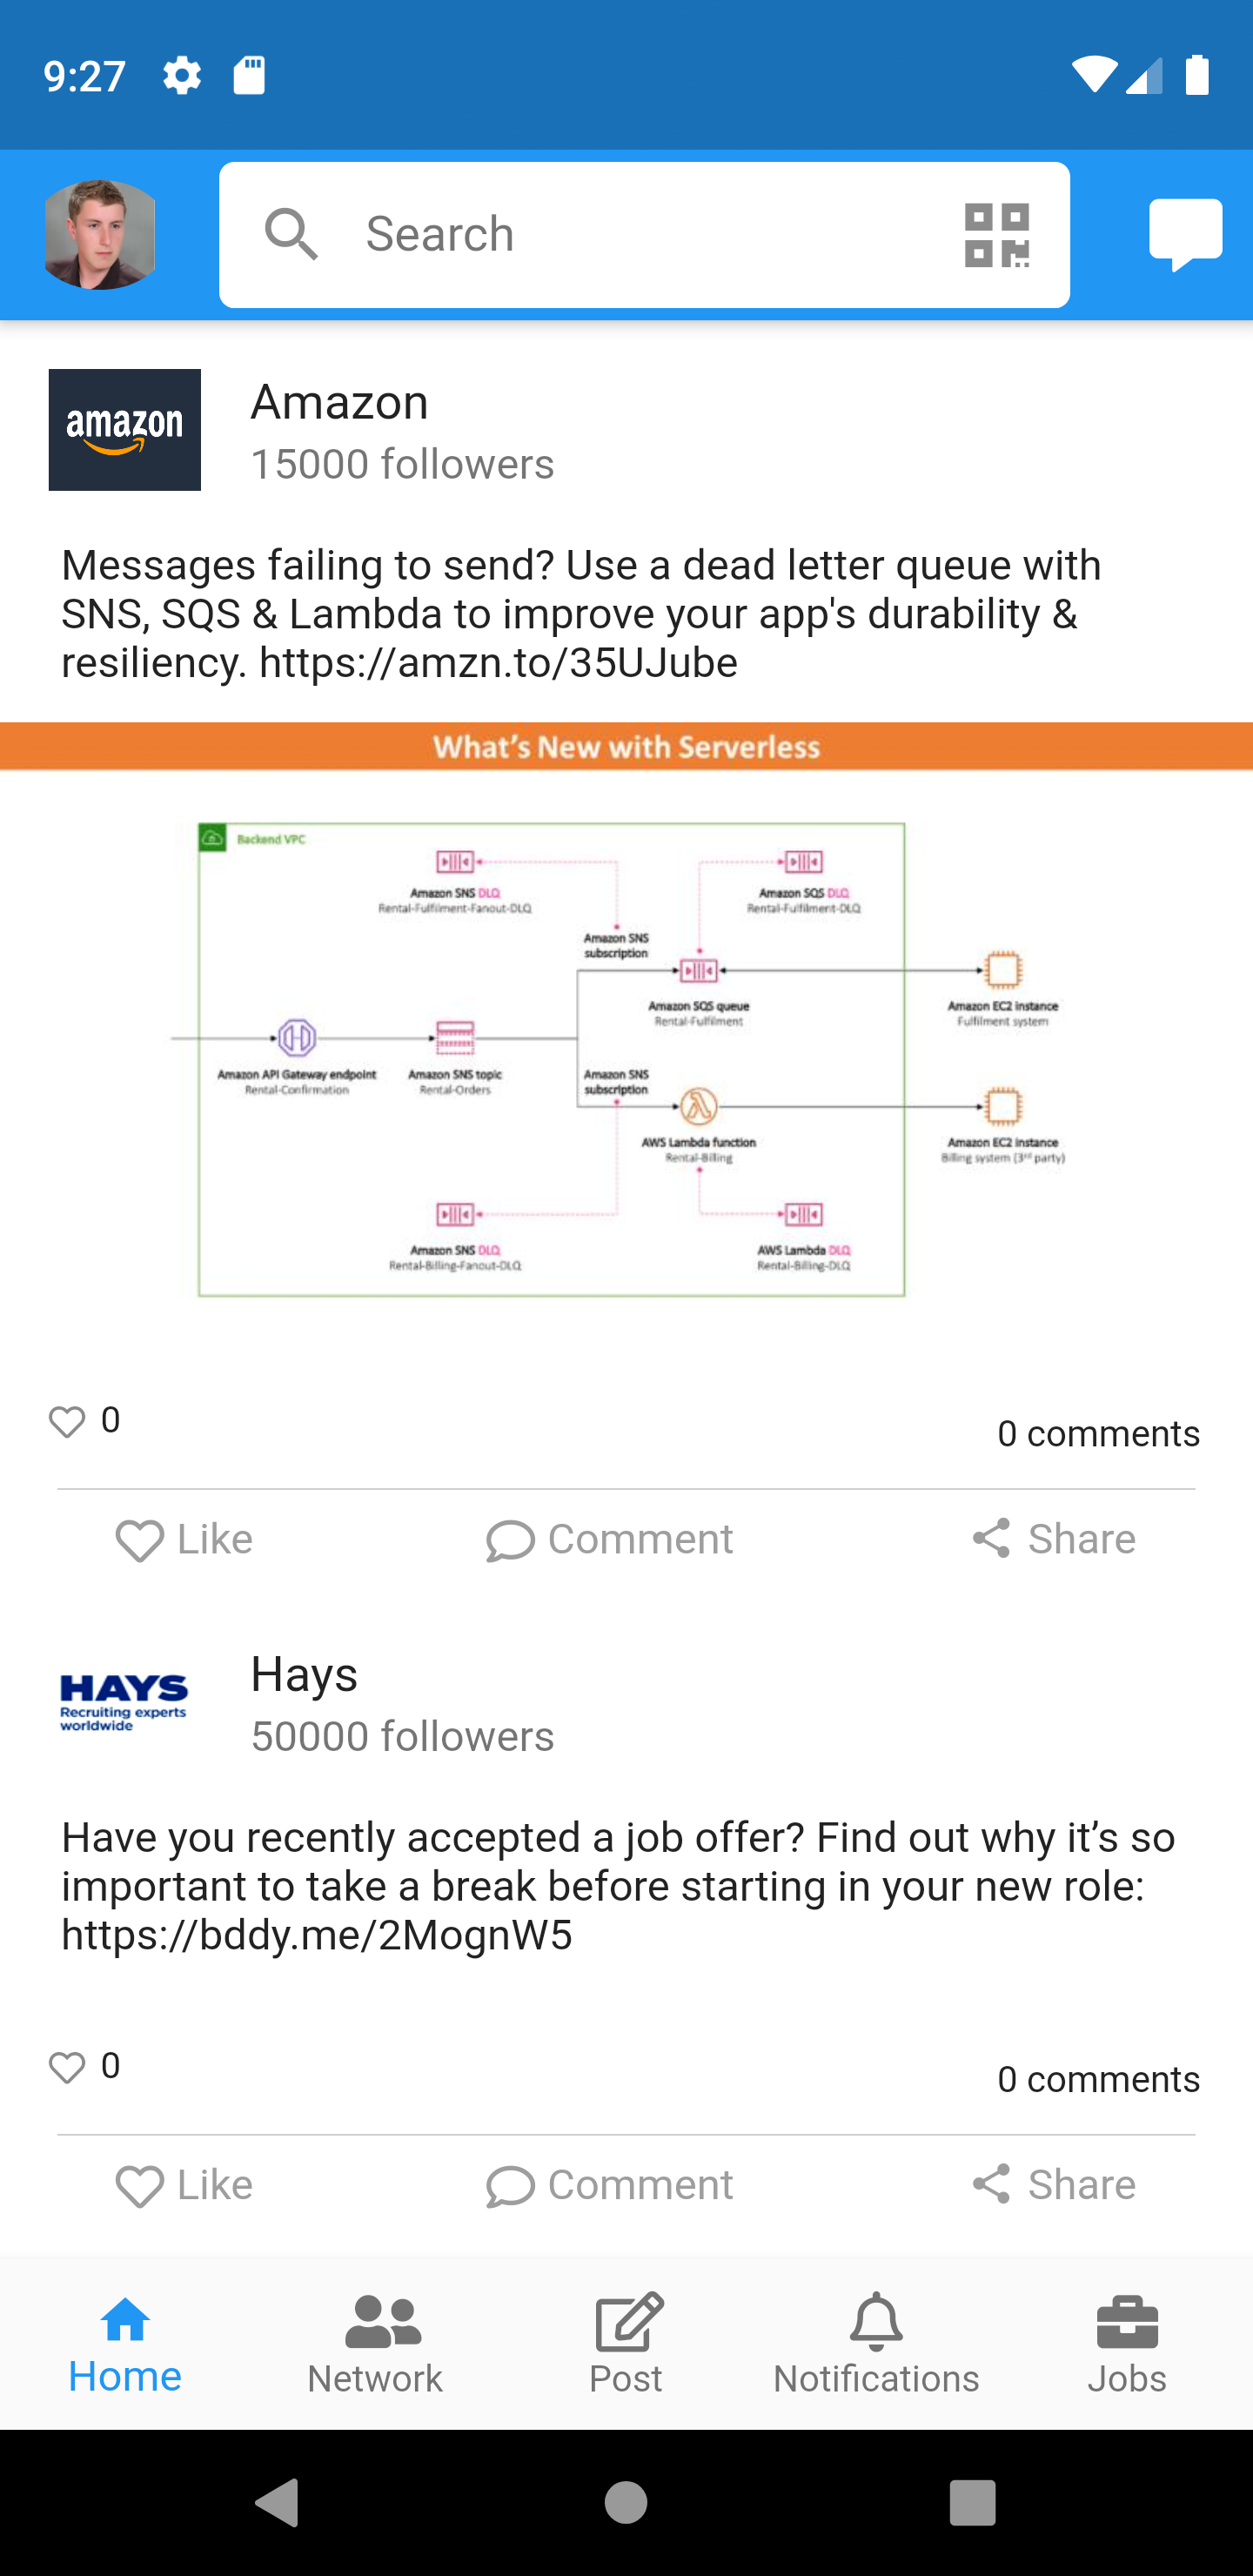 9:27
Search
amazon
Amazon
15000 followers
Messages failing to send? Use a dead letter queue with
SNS, SQS & Lambda to improve your app's durability &
resiliency. https://amzn.to/35UJube
What's New with Serverless
Backend VPC
Amazon SNS DLQ
Rental-Fulfilment-Fanout-DLQ
Amazon SQS DLQ
Rental-Fulfilment-DLQ
Amazon SNS
subscription
Amazon SQS queue
Rental-Fulfilment
Amazon EC2 instance
Fulfilment system
Amazon API Gateway endpoint
Rental-Confirmation
Amazon SNS topic
Rental-Orders
Amazon SNS
subscription
AWS Lambda function
Rental-Billing
Amazon EC2 instance
Billing system (3rd party)
Amazon SNS DLQ
Rental-Billing-Fanout-DLQ
AWS Lambda DLQ
Rental-Billing-DLQ
0
0 comments
Like Comment Share
HAYS
Recruiting experts
worldwide
Hays
50000 followers
Have you recently accepted a job offer? Find out why it’s so
important to take a break before starting in your new role:
https://bddy.me/2MognW5
0
0 comments
Like Comment Share
Home Network Post Notifications Jobs